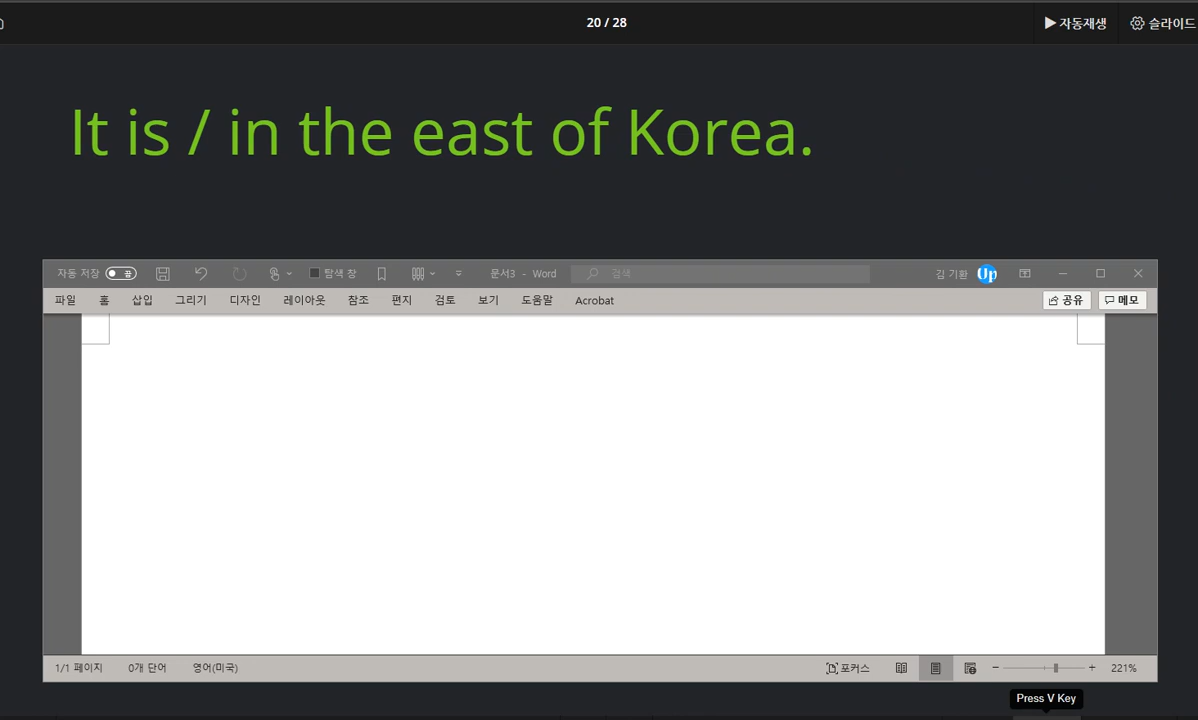 20 / 28
▶ 자동재생
슬라이드
It is / in the east of Korea.
자동 저장 끔
탐색 창
문서3 - Word
검색
김 기환
Up
파일 홈 삽입 그리기 디자인 레이아웃 참조 편지 검토 보기 도움말 Acrobat
공유
메모
1/1 페이지 0개 단어 영어(미국)
포커스
− + 221%
Press V Key